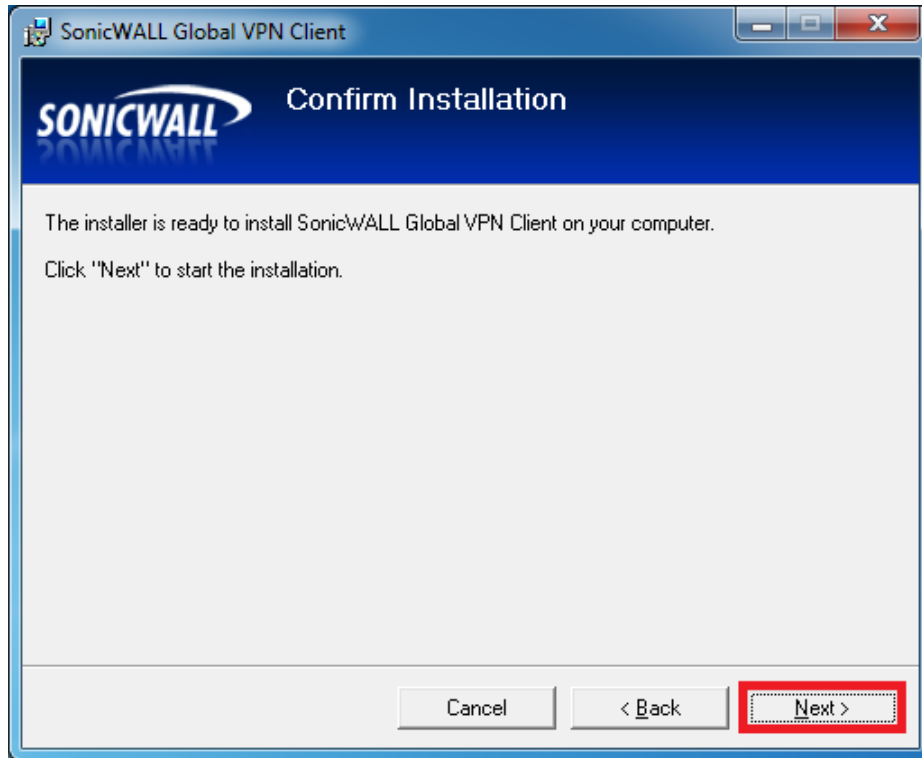 SonicWALL Global VPN Client
SONICWALL
Confirm Installation
The installer is ready to install SonicWALL Global VPN Client on your computer.
Click "Next" to start the installation.
Cancel
< Back
Next >